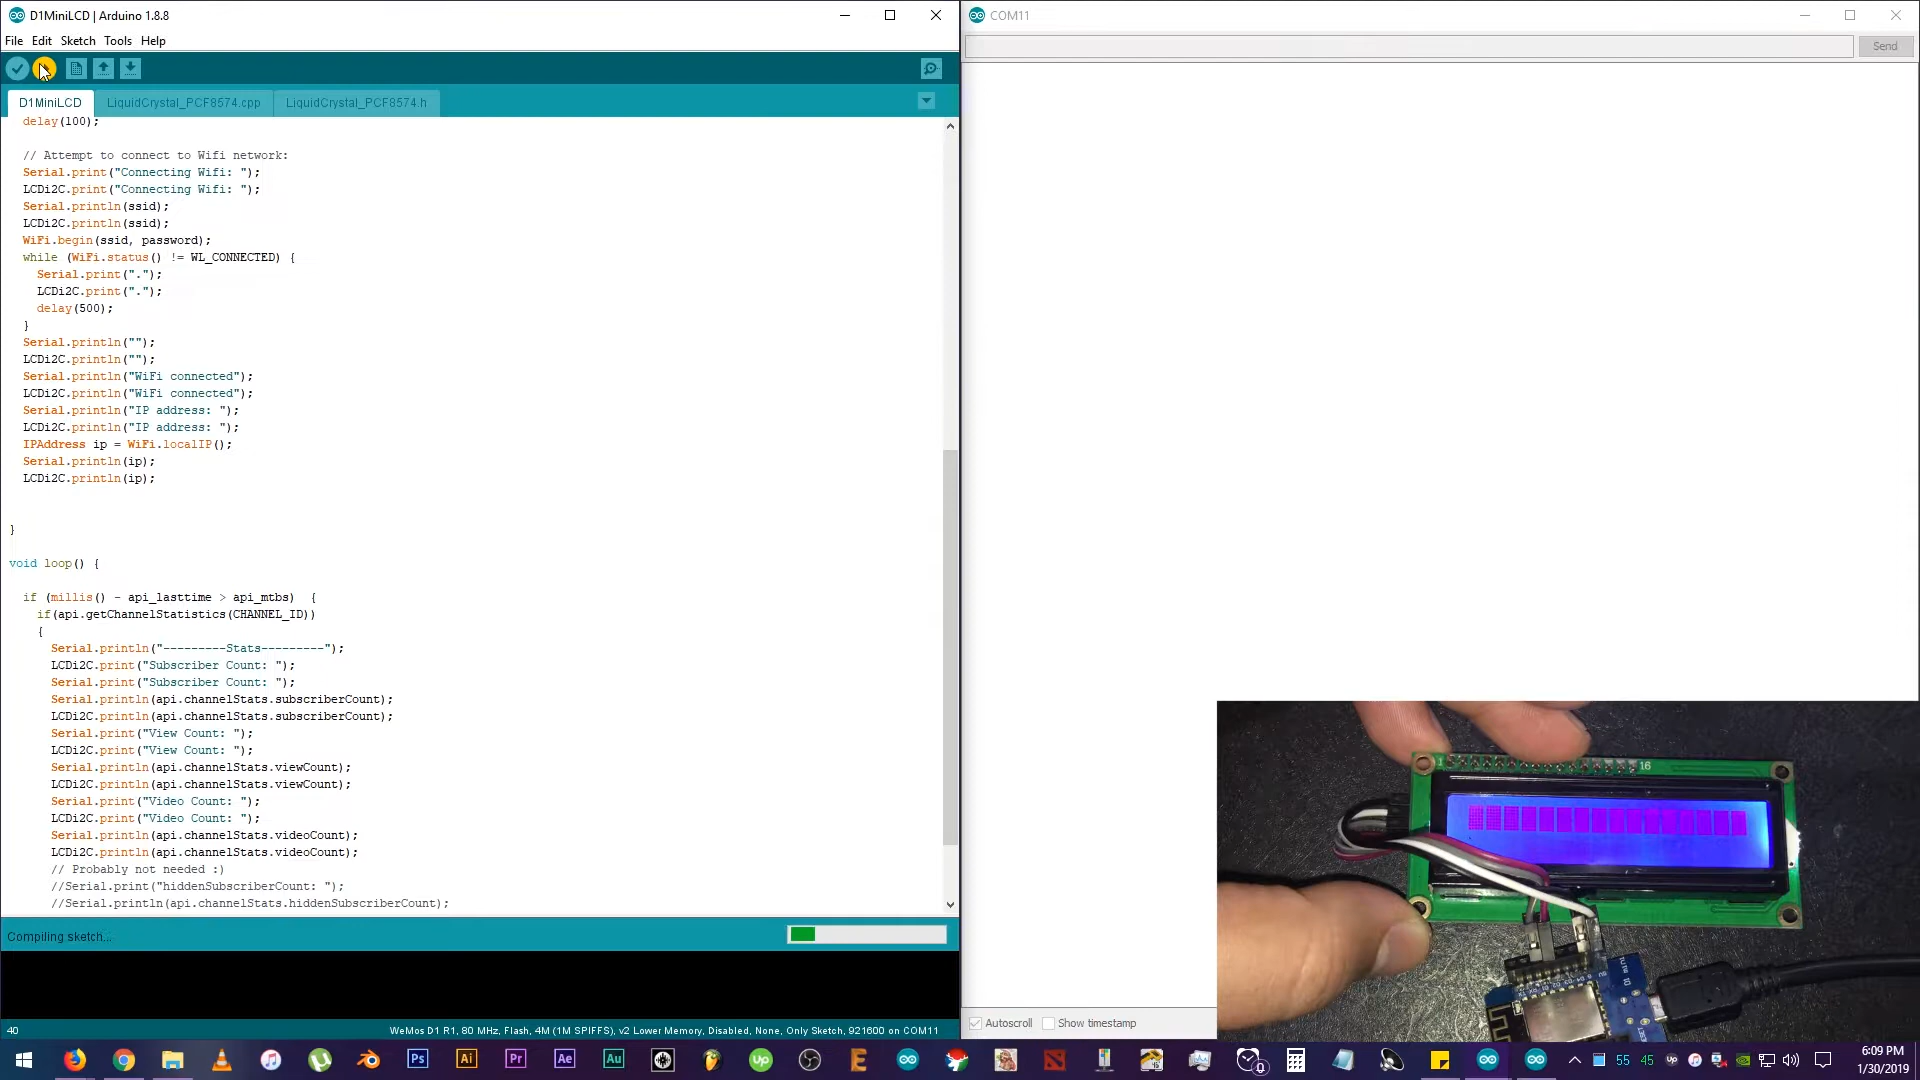 D1MiniLCD | Arduino 1.8.8
File Edit Sketch Tools Help
D1MiniLCD LiquidCrystal_PCF8574.cpp LiquidCrystal_PCF8574.h
delay(100);
// Attempt to connect to Wifi network:
Serial.print("Connecting Wifi: ");
LCDi2C.print("Connecting Wifi: ");
Serial.println(ssid);
LCDi2C.println(ssid);
WiFi.begin(ssid, password);
while (WiFi.status() != WL_CONNECTED) {
Serial.print(".");
LCDi2C.print(".");
delay(500);
}
Serial.println("");
LCDi2C.println("");
Serial.println("WiFi connected");
LCDi2C.println("WiFi connected");
Serial.println("IP address: ");
LCDi2C.println("IP address: ");
IPAddress ip = WiFi.localIP();
Serial.println(ip);
LCDi2C.println(ip);
}
void loop() {
if (millis() - api_lasttime > api_mtbs)  {
if(api.getChannelStatistics(CHANNEL_ID))
{
Serial.println("---------Stats---------");
LCDi2C.print("Subscriber Count: ");
Serial.print("Subscriber Count: ");
Serial.println(api.channelStats.subscriberCount);
LCDi2C.println(api.channelStats.subscriberCount);
Serial.print("View Count: ");
LCDi2C.print("View Count: ");
Serial.println(api.channelStats.viewCount);
LCDi2C.println(api.channelStats.viewCount);
Serial.print("Video Count: ");
LCDi2C.print("Video Count: ");
Serial.println(api.channelStats.videoCount);
LCDi2C.println(api.channelStats.videoCount);
// Probably not needed :)
//Serial.print("hiddenSubscriberCount: ");
//Serial.println(api.channelStats.hiddenSubscriberCount);
Compiling sketch...
40
WeMos D1 R1, 80 MHz, Flash, 4M (1M SPIFFS), v2 Lower Memory, Disabled, None, Only Sketch, 921600 on COM11
COM11
Send
Autoscroll Show timestamp
1
16
Ps Ai Pr Ae Au Up
55 45
6:09 PM
1/30/2019